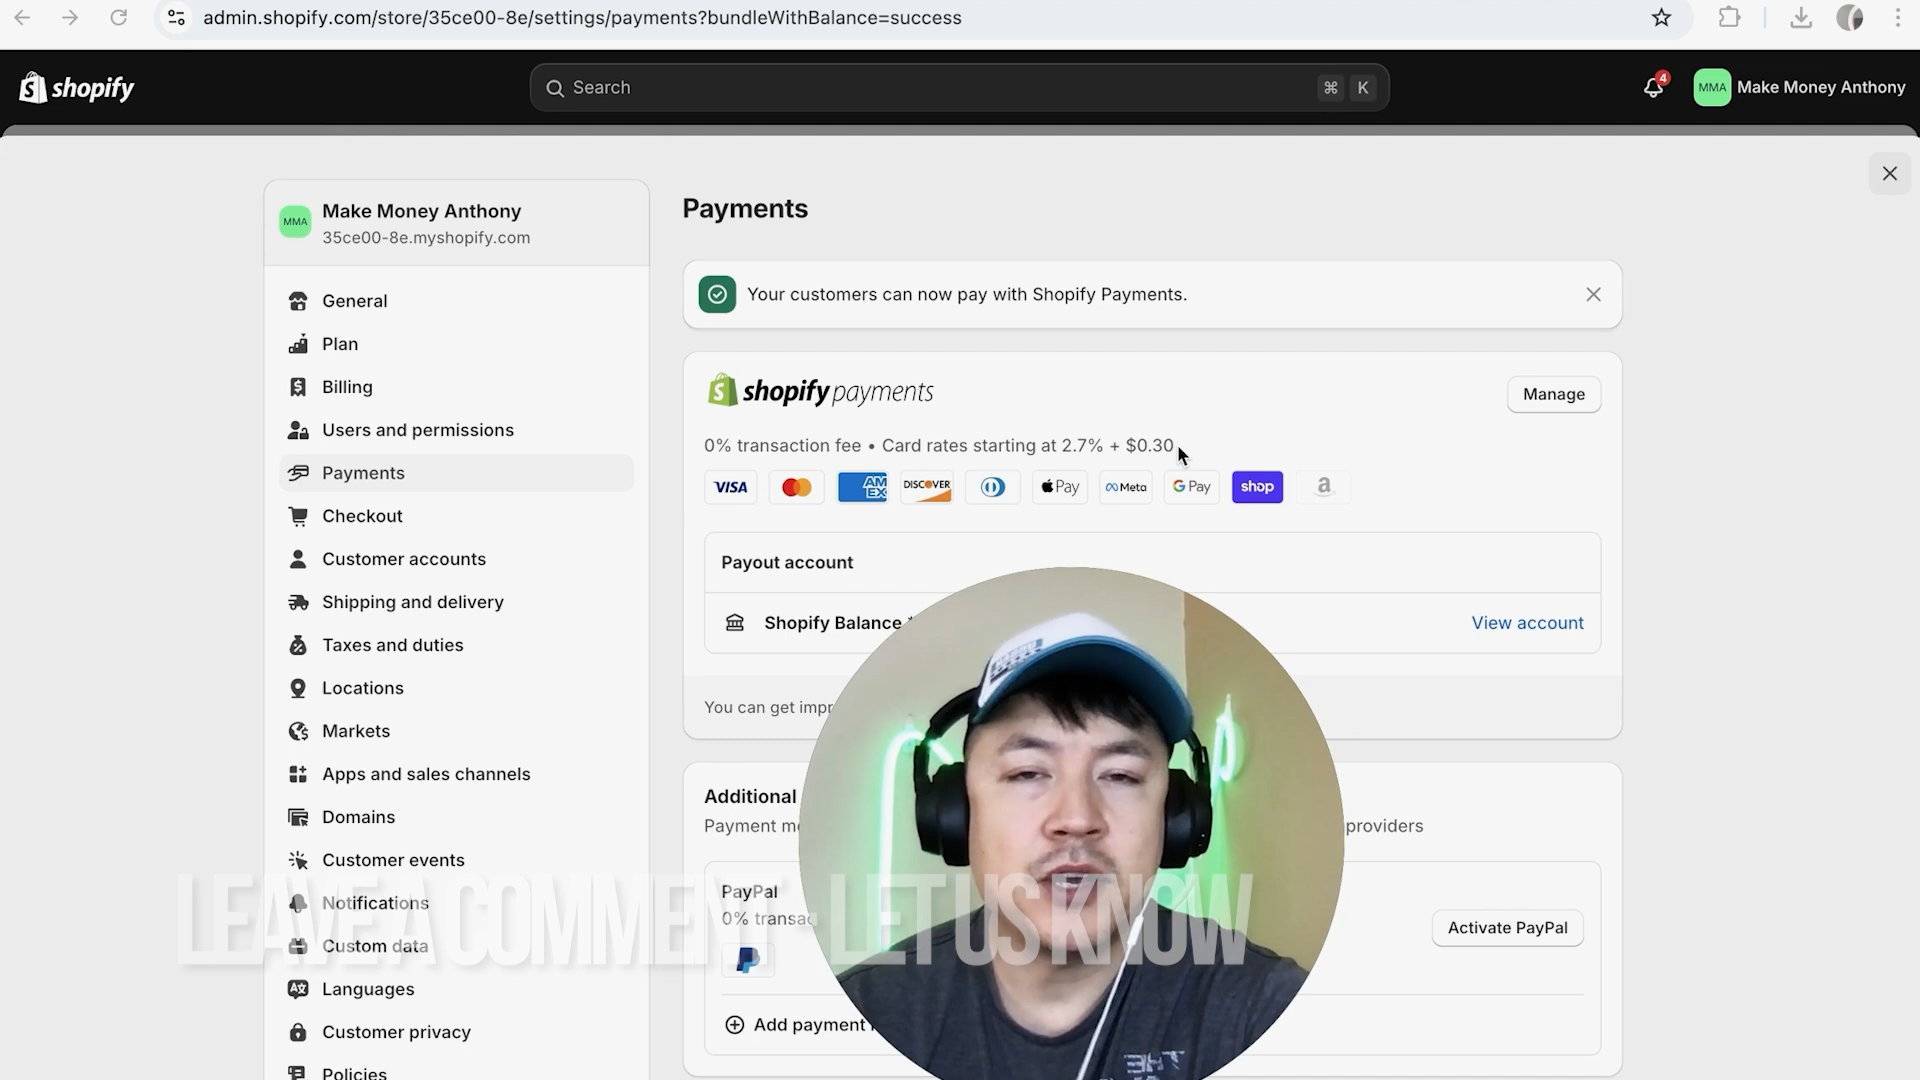 admin.shopify.com/store/35ce00-8e/settings/payments?bundleWithBalance=success
shopify
Search
⌘ K
4
MMA
Make Money Anthony
MMA
Make Money Anthony
35ce00-8e.myshopify.com
General
Plan
Billing
Users and permissions
Payments
Checkout
Customer accounts
Shipping and delivery
Taxes and duties
Locations
Markets
Apps and sales channels
Domains
Customer events
Notifications
Custom data
Languages
Customer privacy
Policies
Payments
Your customers can now pay with Shopify Payments.
shopify payments
Manage
0% transaction fee • Card rates starting at 2.7% + $0.30
VISA
AM EX
DISCOVER
Pay
Meta
G Pay
shop
a
Payout account
Shopify Balance
View account
You can get
Additional
Payment
providers
PayPal
0%
Activate PayPal
Add payment
LEAVE A COMMENT - LET US KNOW
THE